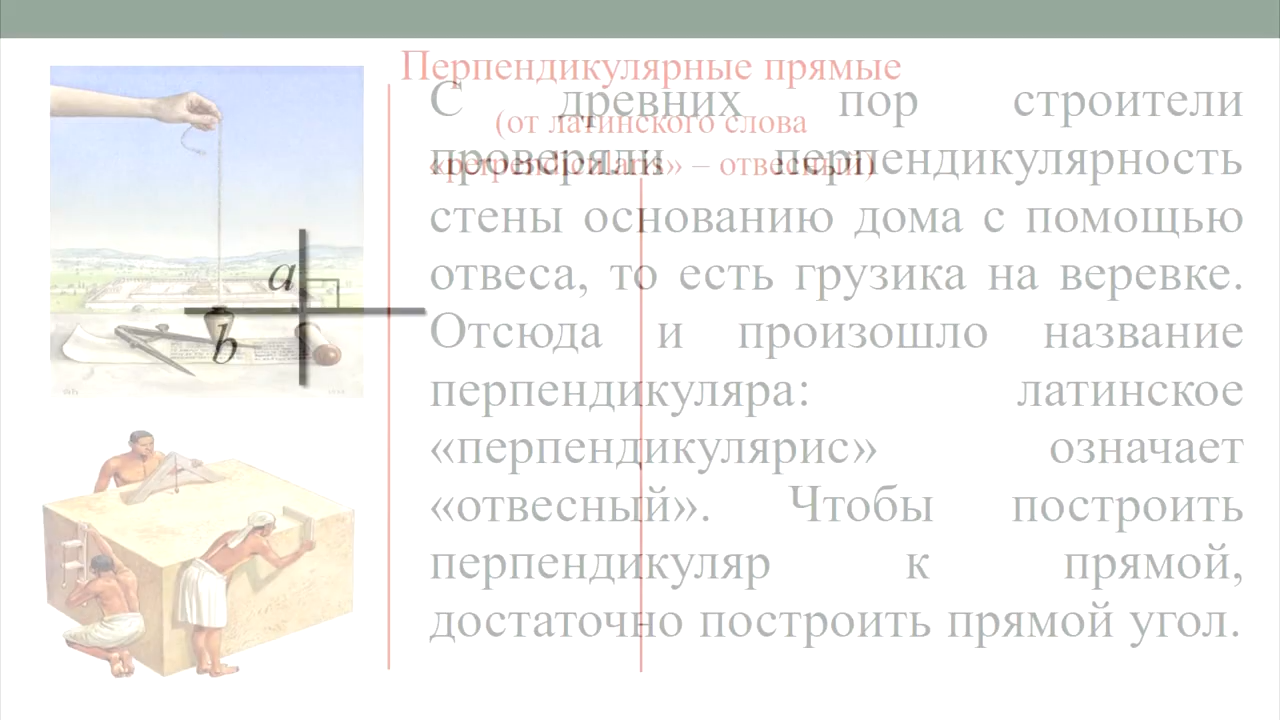 Перпендикулярные прямые
(от латинского слова
– отвесный)
С древних пор строители
проверяли перпендикулярность
стены основанию дома с помощью
отвеса, то есть грузика на веревке.
Отсюда и произошло название
перпендикуляра: латинское
«перпендикулярис» означает
«отвесный». Чтобы построить
перпендикуляр к прямой,
достаточно построить прямой угол.
a
b